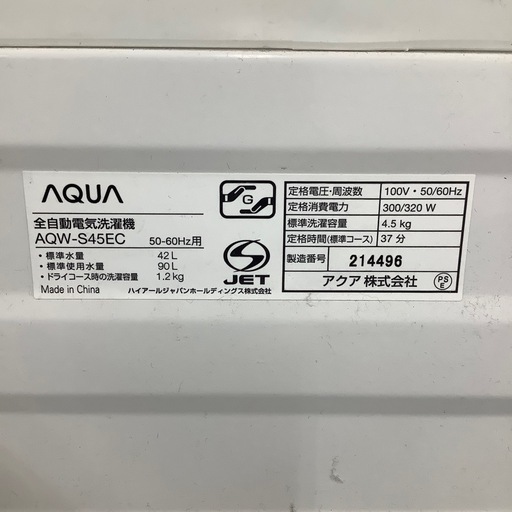 AQUA
全自動電気洗濯機
AQW-S45EC 50-60Hz用
・標準水量 42L
・標準使用水量 90L
・ドライコース時の洗濯容量 1.2kg
Made in China ハイアールジャパンホールディングス株式会社
G
JET
定格電圧・周波数 100V・50/60Hz
定格消費電力 300/320 W
標準洗濯容量 4.5 kg
定格時間(標準コース) 37 分
製造番号 214496
アクア株式会社 PS E